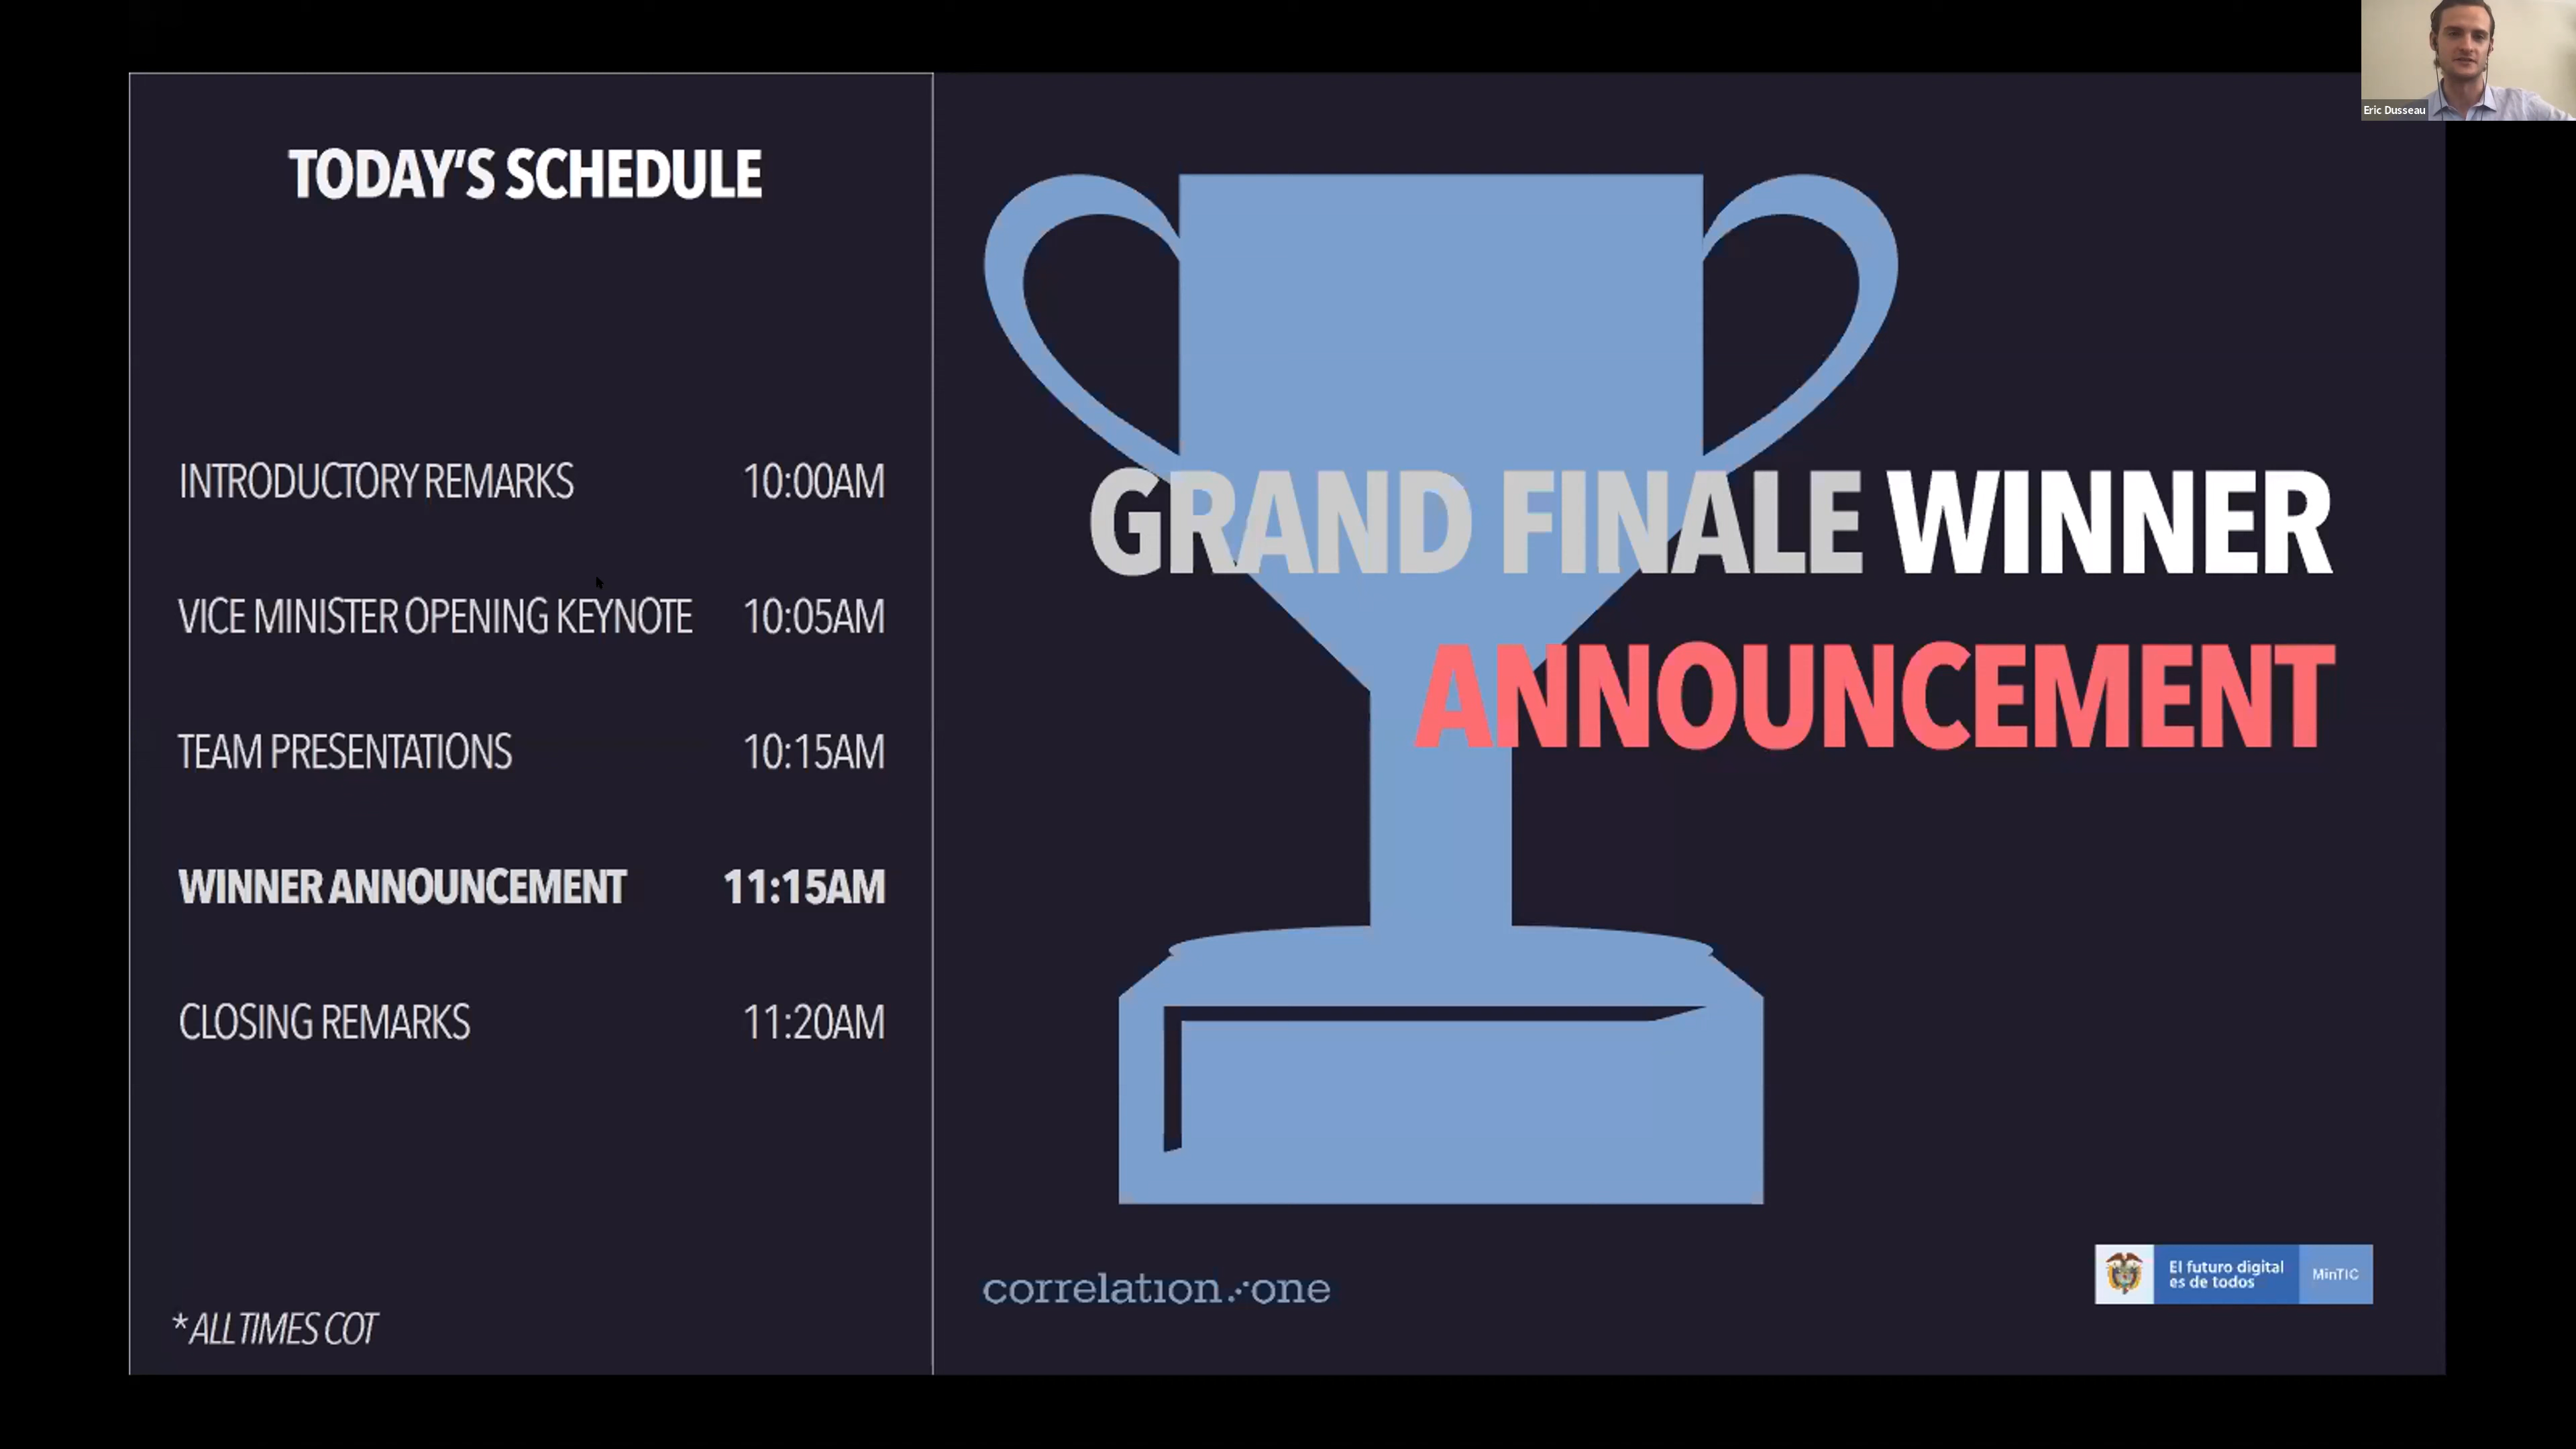 TODAY'S SCHEDULE
INTRODUCTORY REMARKS 10:00AM
VICE MINISTER OPENING KEYNOTE 10:05AM
TEAM PRESENTATIONS 10:15AM
WINNER ANNOUNCEMENT 11:15AM
CLOSING REMARKS 11:20AM
*ALL TIMES COT
GRAND FINALE WINNER
ANNOUNCEMENT
correlation.one
El futuro digital
es de todos
MinTIC
Eric Dusseau